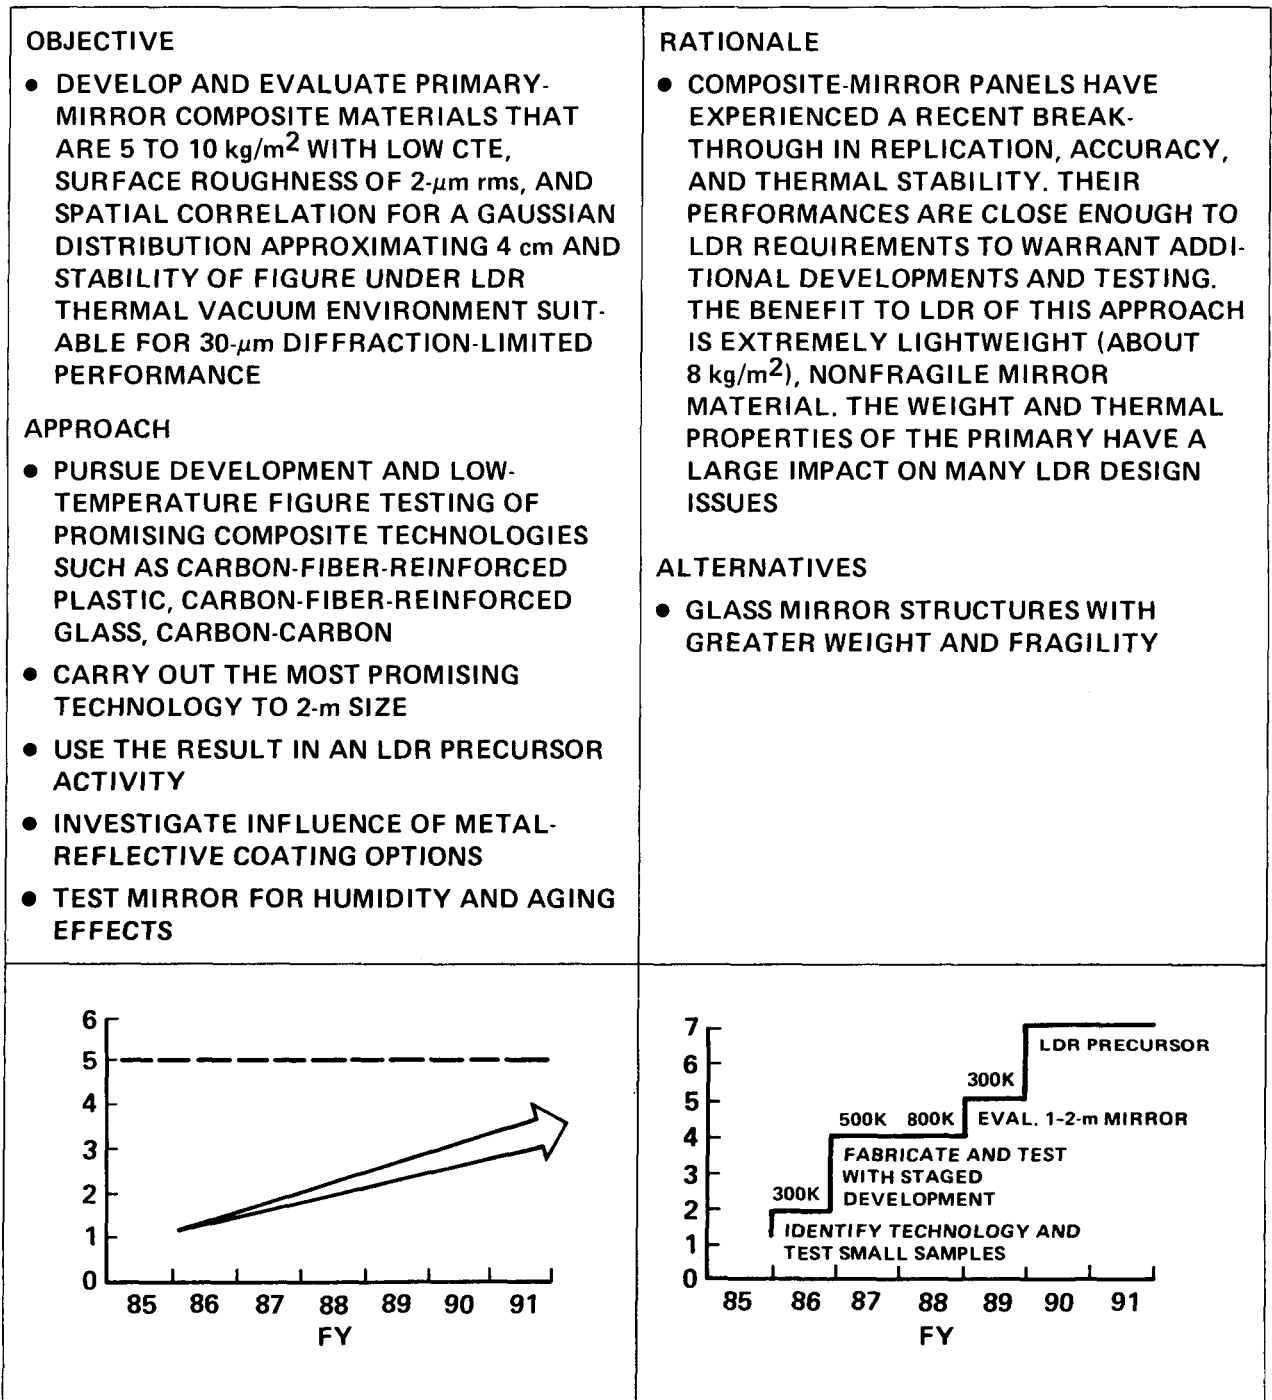 OBJECTIVE
● DEVELOP AND EVALUATE PRIMARY-
MIRROR COMPOSITE MATERIALS THAT
ARE 5 TO 10 kg/m² WITH LOW CTE,
SURFACE ROUGHNESS OF 2-μm rms, AND
SPATIAL CORRELATION FOR A GAUSSIAN
DISTRIBUTION APPROXIMATING 4 cm AND
STABILITY OF FIGURE UNDER LDR
THERMAL VACUUM ENVIRONMENT SUIT-
ABLE FOR 30-μm DIFFRACTION-LIMITED
PERFORMANCE
APPROACH
● PURSUE DEVELOPMENT AND LOW-
TEMPERATURE FIGURE TESTING OF
PROMISING COMPOSITE TECHNOLOGIES
SUCH AS CARBON-FIBER-REINFORCED
PLASTIC, CARBON-FIBER-REINFORCED
GLASS, CARBON-CARBON
● CARRY OUT THE MOST PROMISING
TECHNOLOGY TO 2-m SIZE
● USE THE RESULT IN AN LDR PRECURSOR
ACTIVITY
● INVESTIGATE INFLUENCE OF METAL-
REFLECTIVE COATING OPTIONS
● TEST MIRROR FOR HUMIDITY AND AGING
EFFECTS
RATIONALE
● COMPOSITE-MIRROR PANELS HAVE
EXPERIENCED A RECENT BREAK-
THROUGH IN REPLICATION, ACCURACY,
AND THERMAL STABILITY. THEIR
PERFORMANCES ARE CLOSE ENOUGH TO
LDR REQUIREMENTS TO WARRANT ADDI-
TIONAL DEVELOPMENTS AND TESTING.
THE BENEFIT TO LDR OF THIS APPROACH
IS EXTREMELY LIGHTWEIGHT (ABOUT
8 kg/m²), NONFRAGILE MIRROR
MATERIAL. THE WEIGHT AND THERMAL
PROPERTIES OF THE PRIMARY HAVE A
LARGE IMPACT ON MANY LDR DESIGN
ISSUES
ALTERNATIVES
● GLASS MIRROR STRUCTURES WITH
GREATER WEIGHT AND FRAGILITY
6
5
4
3
2
1
0
85 86 87 88 89 90 91
FY
7
6
5
4
3
2
1
0
LDR PRECURSOR
300K
EVAL. 1-2-m MIRROR
500K 800K
FABRICATE AND TEST
WITH STAGED
DEVELOPMENT
300K
IDENTIFY TECHNOLOGY AND
TEST SMALL SAMPLES
85 86 87 88 89 90 91
FY